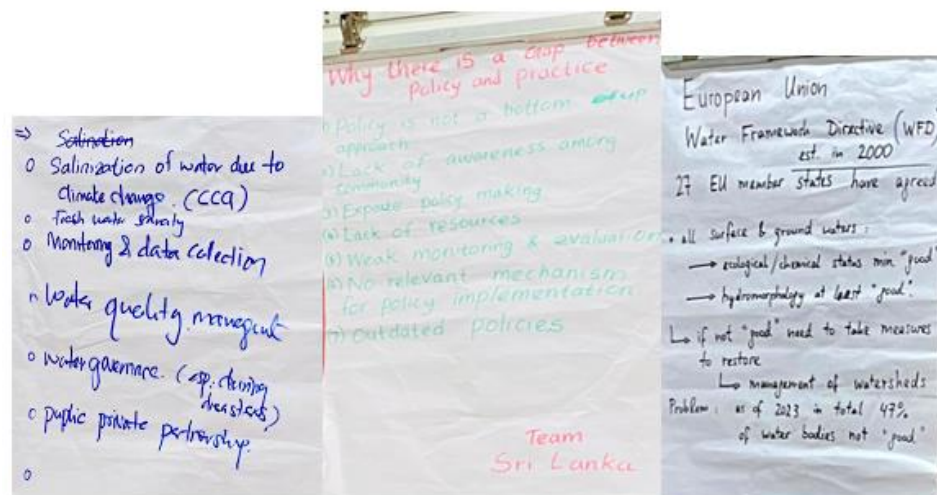 ⇒ Salination
o Salinization of water due to
climate change. (CCA)
o Fresh water scarcity
o Monitoring & data collection
o Water quality management
o water governance. (esp. during
disasters)
o public private partnership.
o
Why there is a Gap between
Policy and practice
1) Policy is not a bottom up
approach
2) Lack of awareness among
community
3) policy making
(4) Lack of resources
(5) Weak monitoring & evaluation
(6) No relevant mechanism
for policy implementation
(7) Outdated policies
Team
Sri Lanka
European Union
Water Framework Directive (WFD)
est. in 2000
27 EU member states have agreed
• all surface & ground waters:
→ ecological/chemical status min. "good"
→ hydromorphology at least "good".
↳ if not "good" need to take measures
to restore
↳ management of watersheds
Problem: as of 2023 in total 47%
of water bodies not "good"